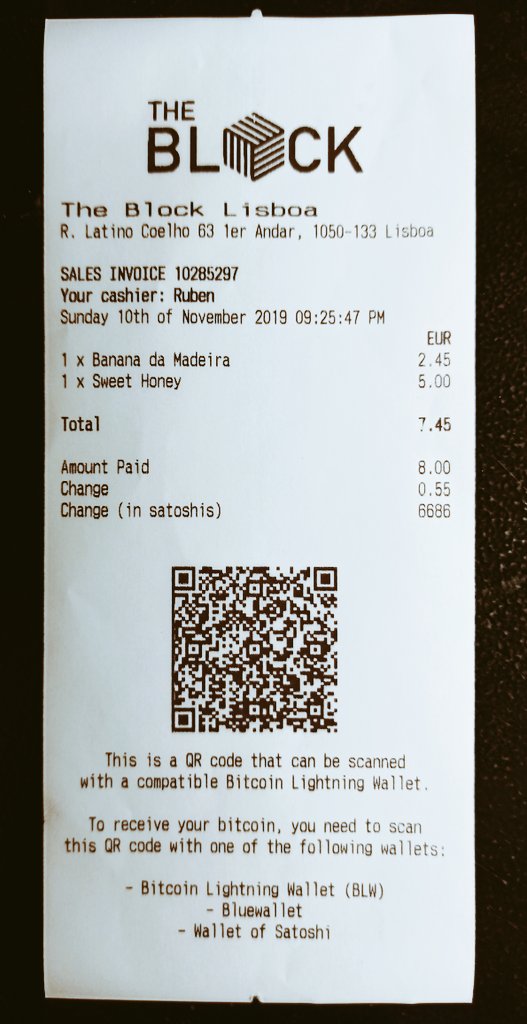 THE
BLOCK
The Block Lisboa
R. Latino Coelho 63 1er Andar, 1050-133 Lisboa
SALES INVOICE 10285297
Your cashier: Ruben
Sunday 10th of November 2019 09:25:47 PM
EUR
1 x Banana da Madeira 2.45
1 x Sweet Honey 5.00
Total 7.45
Amount Paid 8.00
Change 0.55
Change (in satoshis) 6686
This is a QR code that can be scanned
with a compatible Bitcoin Lightning Wallet.
To receive your bitcoin, you need to scan
this QR code with one of the following wallets:
- Bitcoin Lightning Wallet (BLW)
- Bluewallet
- Wallet of Satoshi